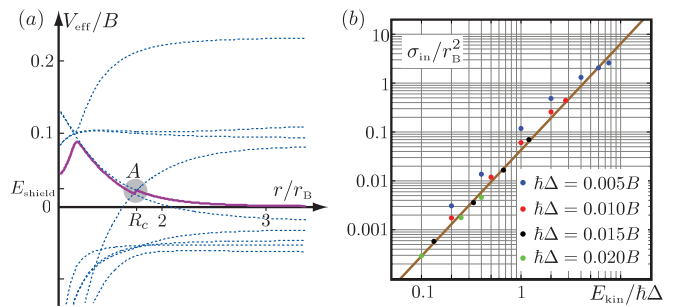 (a) V_eff/B
0.2
0.1
A
E_shield
r/r_B
0
R_c 2 3
(b)
10
σ_in/r_B^2
1
0.1
0.01
ħΔ = 0.005B
ħΔ = 0.010B
0.001
ħΔ = 0.015B
ħΔ = 0.020B
0.1 1 E_kin/ħΔ